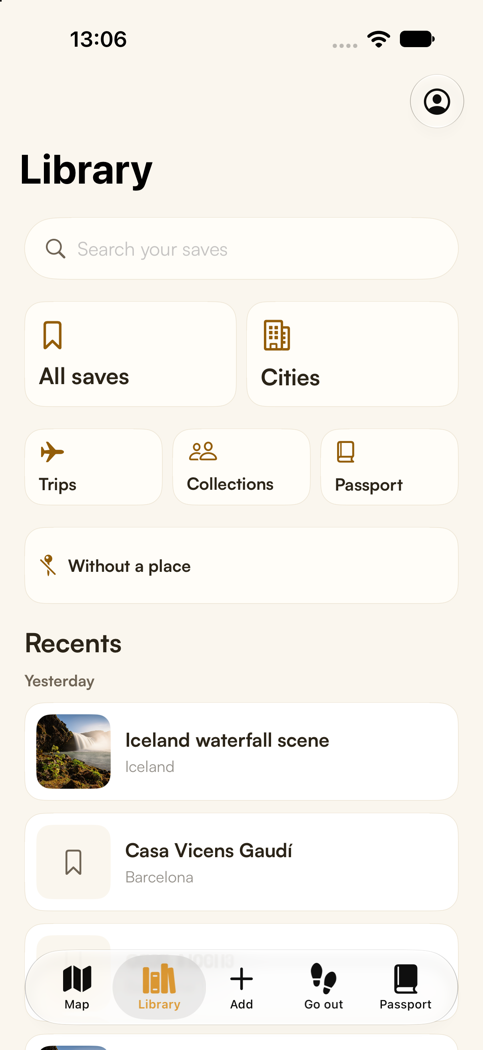 13:06
Library
Search your saves
All saves
Cities
Trips
Collections
Passport
Without a place
Recents
Yesterday
Iceland waterfall scene
Iceland
Casa Vicens Gaudí
Barcelona
Map
Library
Add
Go out
Passport